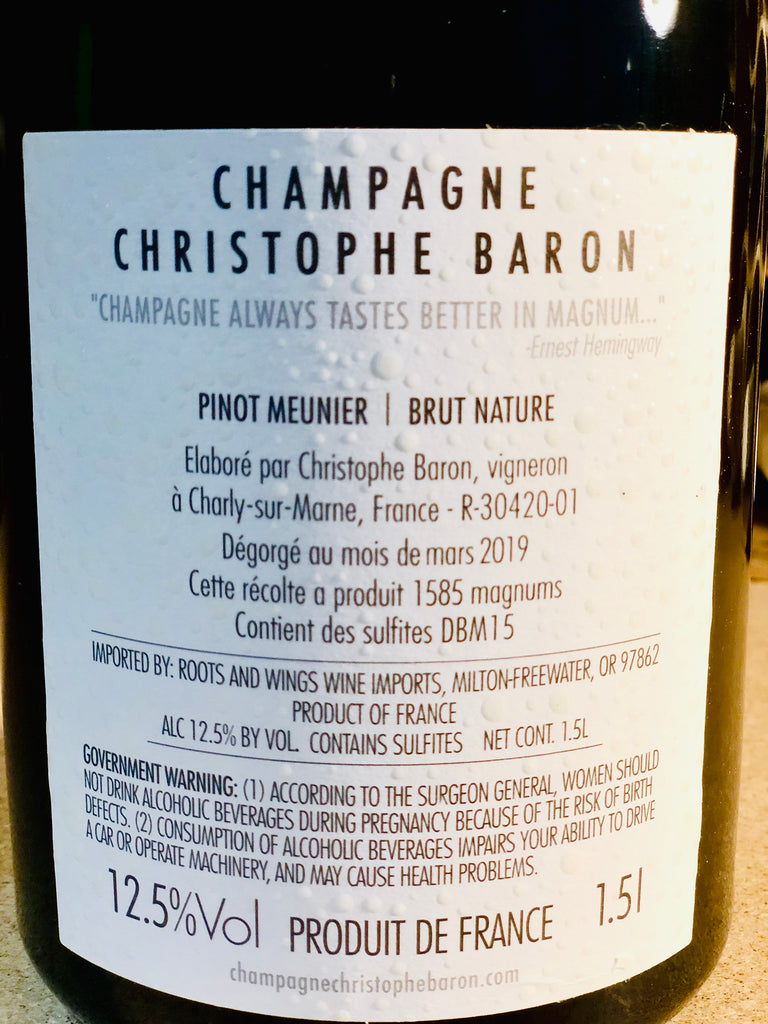 CHAMPAGNE
CHRISTOPHE BARON
"CHAMPAGNE ALWAYS TASTES BETTER IN MAGNUM..."
-Ernest Hemingway
PINOT MEUNIER | BRUT NATURE
Elaboré par Christophe Baron, vigneron
à Charly-sur-Marne, France - R-30420-01
Dégorgé au mois de mars 2019
Cette récolte a produit 1585 magnums
Contient des sulfites DBM15
IMPORTED BY: ROOTS AND WINGS WINE IMPORTS, MILTON-FREEWATER, OR 97862
PRODUCT OF FRANCE
ALC 12.5% BY VOL. CONTAINS SULFITES NET CONT. 1.5L
GOVERNMENT WARNING: (1) ACCORDING TO THE SURGEON GENERAL, WOMEN SHOULD
NOT DRINK ALCOHOLIC BEVERAGES DURING PREGNANCY BECAUSE OF THE RISK OF BIRTH
DEFECTS. (2) CONSUMPTION OF ALCOHOLIC BEVERAGES IMPAIRS YOUR ABILITY TO DRIVE
A CAR OR OPERATE MACHINERY, AND MAY CAUSE HEALTH PROBLEMS.
12.5%Vol PRODUIT DE FRANCE 1.5l
champagnechristophebaron.com